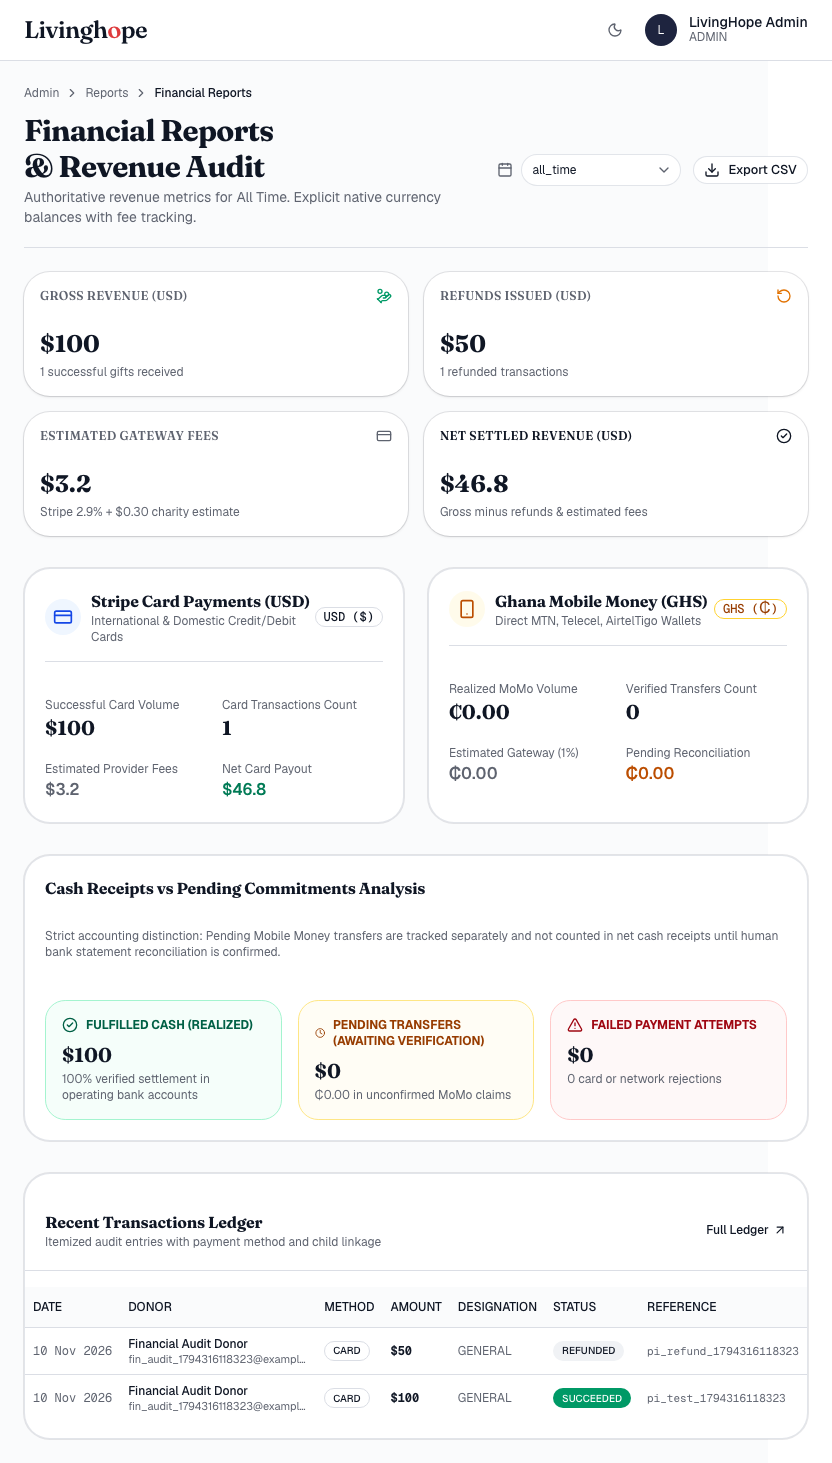 Livinghope
L
LivingHope Admin
ADMIN
Admin > Reports > Financial Reports
Financial Reports
& Revenue Audit
Authoritative revenue metrics for All Time. Explicit native currency
balances with fee tracking.
all_time
Export CSV
GROSS REVENUE (USD)
$100
1 successful gifts received
REFUNDS ISSUED (USD)
$50
1 refunded transactions
ESTIMATED GATEWAY FEES
$3.2
Stripe 2.9% + $0.30 charity estimate
NET SETTLED REVENUE (USD)
$46.8
Gross minus refunds & estimated fees
Stripe Card Payments (USD)
International & Domestic Credit/Debit
Cards
USD ($)
Successful Card Volume
$100
Card Transactions Count
1
Estimated Provider Fees
$3.2
Net Card Payout
$46.8
Ghana Mobile Money (GHS)
Direct MTN, Telecel, AirtelTigo Wallets
GHS (₵)
Realized MoMo Volume
₵0.00
Verified Transfers Count
0
Estimated Gateway (1%)
₵0.00
Pending Reconciliation
₵0.00
Cash Receipts vs Pending Commitments Analysis
Strict accounting distinction: Pending Mobile Money transfers are tracked separately and not counted in net cash receipts until human
bank statement reconciliation is confirmed.
FULFILLED CASH (REALIZED)
$100
100% verified settlement in
operating bank accounts
PENDING TRANSFERS
(AWAITING VERIFICATION)
$0
₵0.00 in unconfirmed MoMo claims
FAILED PAYMENT ATTEMPTS
$0
0 card or network rejections
Recent Transactions Ledger
Itemized audit entries with payment method and child linkage
Full Ledger
DATE DONOR METHOD AMOUNT DESIGNATION STATUS REFERENCE
10 Nov 2026 Financial Audit Donor CARD $50 GENERAL REFUNDED pi_refund_1794316118323
fin_audit_1794316118323@exampl...
10 Nov 2026 Financial Audit Donor CARD $100 GENERAL SUCCEEDED pi_test_1794316118323
fin_audit_1794316118323@exampl...